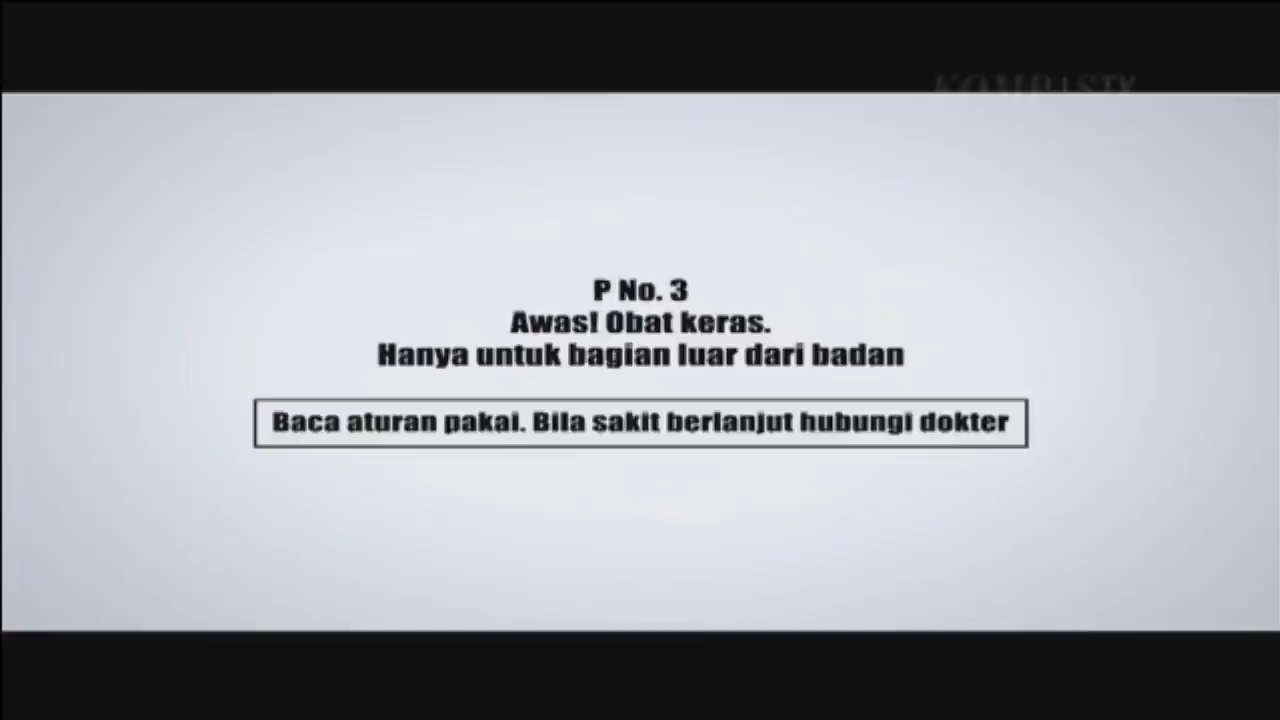 KOMPASTV
P No. 3
Awas! Obat keras.
Hanya untuk bagian luar dari badan
Baca aturan pakai. Bila sakit berlanjut hubungi dokter